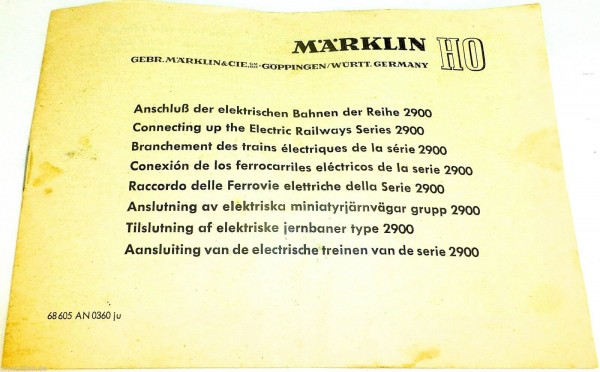 MÄRKLIN HO
GEBR. MÄRKLIN & CIE. GÖPPINGEN/WÜRTT. GERMANY
Anschluß der elektrischen Bahnen der Reihe 2900
Connecting up the Electric Railways Series 2900
Branchement des trains électriques de la série 2900
Conexión de los ferrocarriles eléctricos de la serie 2900
Raccordo delle Ferrovie elettriche della Serie 2900
Anslutning av elektriska miniatyrjärnvägar grupp 2900
Tilslutning af elektriske jernbaner type 2900
Aansluiting van de electrische treinen van de serie 2900
68 605 AN 0360 ju